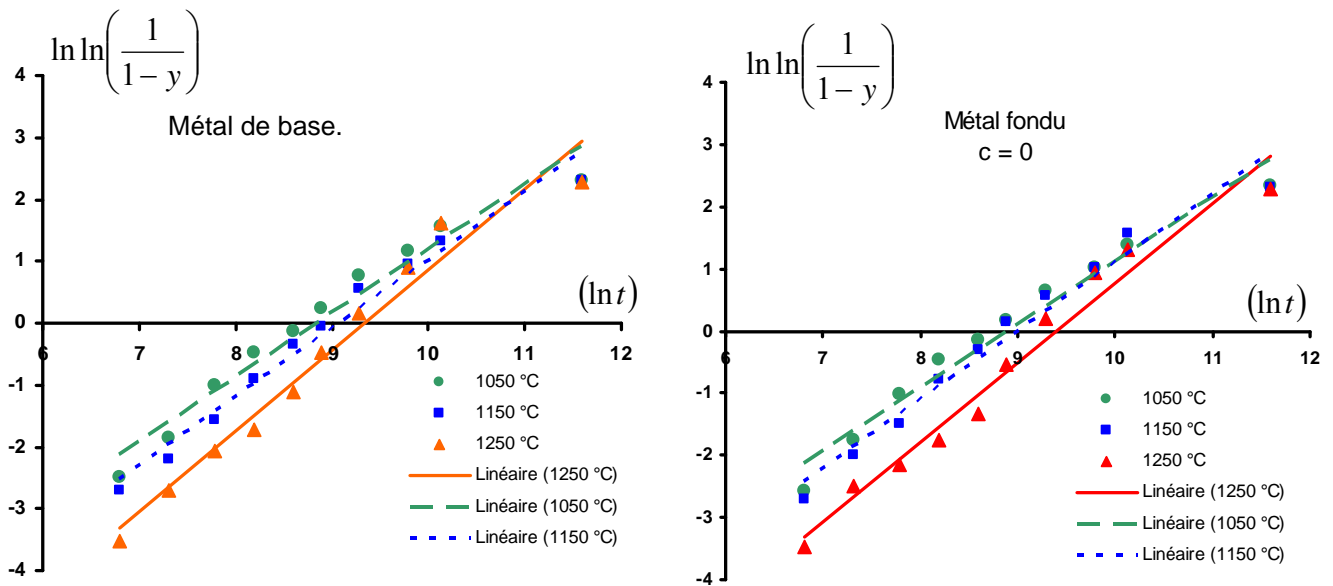 ln ln(1/(1 − y))
Métal de base.
4
3
2
1
0
-1
-2
-3
-4
6
7
8
9
10
11
12
(ln t)
1050 °C
1150 °C
1250 °C
Linéaire (1250 °C)
Linéaire (1050 °C)
Linéaire (1150 °C)
ln ln(1/(1 − y))
Métal fondu
c = 0
4
3
2
1
0
-1
-2
-3
-4
6
7
8
9
10
11
12
(ln t)
1050 °C
1150 °C
1250 °C
Linéaire (1250 °C)
Linéaire (1050 °C)
Linéaire (1150 °C)